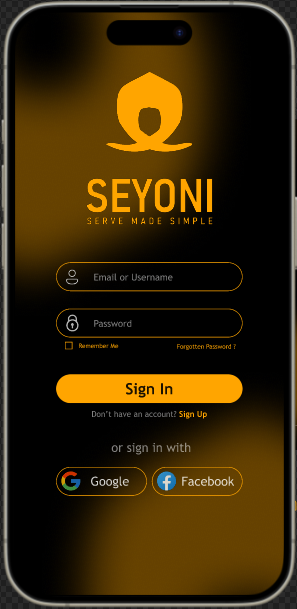 SEYONI
SERVE MADE SIMPLE
Email or Username
Password
Remember Me Forgotten Password ?
Sign In
Don't have an account? Sign Up
or sign in with
Google Facebook